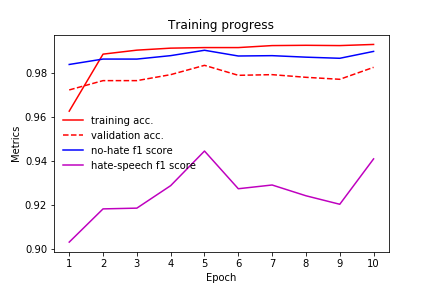 Training progress
0.98
0.96
0.94
0.92
0.90
Metrics
training acc.
validation acc.
no-hate f1 score
hate-speech f1 score
1 2 3 4 5 6 7 8 9 10
Epoch